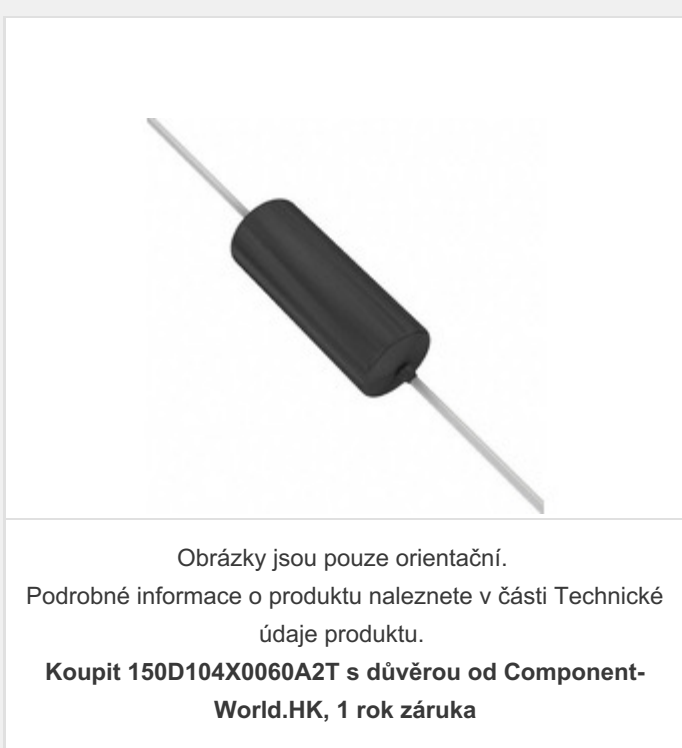 Obrázky jsou pouze orientační.
Podrobné informace o produktu naleznete v části Technické
údaje produktu.
Koupit 150D104X0060A2T s důvěrou od Component-
World.HK, 1 rok záruka